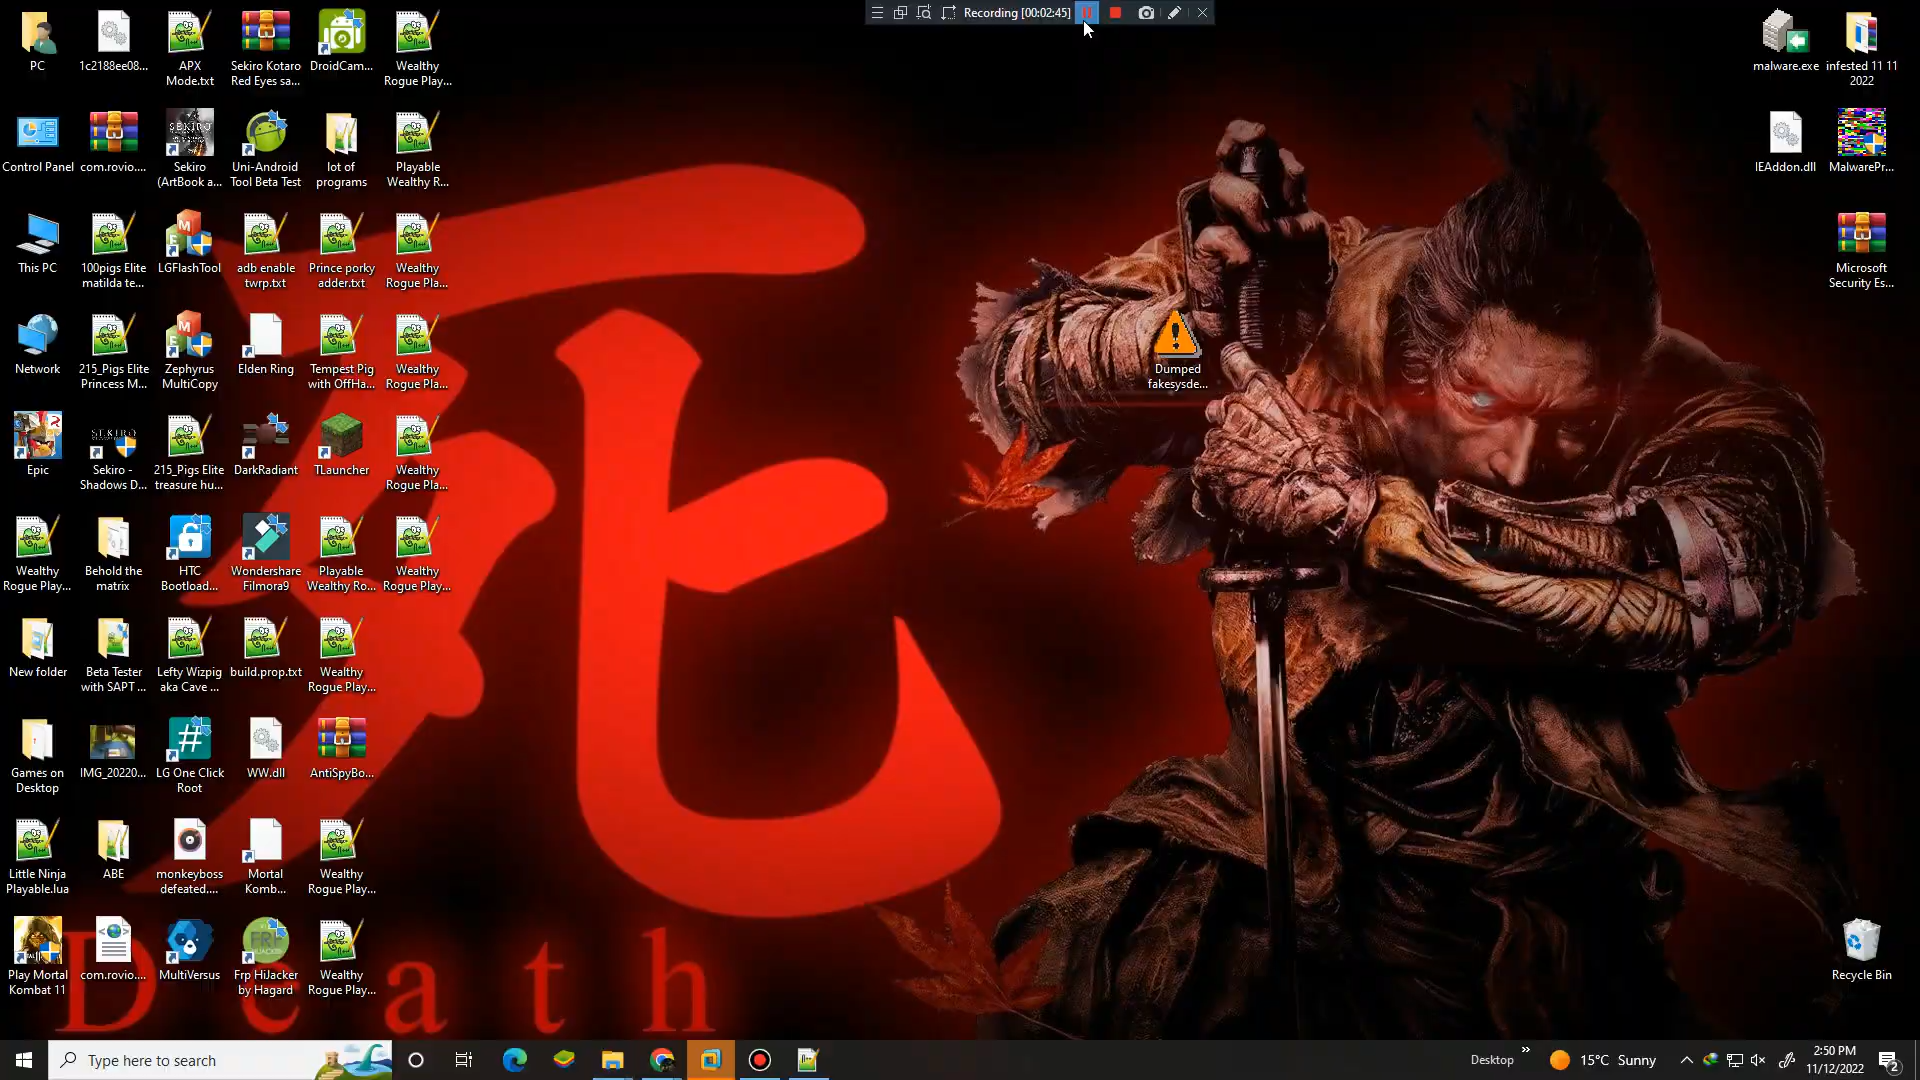 Recording [00:02:45]
PC
1c2188ee08...
APX
Mode.txt
Sekiro Kotaro
Red Eyes sa...
DroidCam...
Wealthy
Rogue Play...
malware.exe
infested 11 11
2022
Control Panel
com.rovio....
Sekiro
(ArtBook a...
Uni-Android
Tool Beta Test
lot of
programs
Playable
Wealthy R...
IEAddon.dll
MalwarePr...
This PC
100pigs Elite
matilda te...
LGFlashTool
adb enable
twrp.txt
Prince porky
adder.txt
Wealthy
Rogue Pla...
Microsoft
Security Es...
Network
215_Pigs Elite
Princess M...
Zephyrus
MultiCopy
Elden Ring
Tempest Pig
with OffHa...
Wealthy
Rogue Pla...
Dumped
fakesysde...
Epic
SEKIRO
Sekiro -
Shadows D...
215_Pigs Elite
treasure hu...
DarkRadiant
TLauncher
Wealthy
Rogue Pla...
Wealthy
Rogue Play...
Behold the
matrix
HTC
Bootload...
Wondershare
Filmora9
Playable
Wealthy Ro...
Wealthy
Rogue Play...
New folder
Beta Tester
with SAPT ...
Lefty Wizpig
aka Cave ...
build.prop.txt
Wealthy
Rogue Play...
Games on
Desktop
IMG_20220...
LG One Click
Root
WW.dll
AntiSpyBo...
Little Ninja
Playable.lua
ABE
monkeyboss
defeated....
Mortal
Komb...
Wealthy
Rogue Play...
Play Mortal
Kombat 11
com.rovio....
MultiVersus
Frp HiJacker
by Hagard
Wealthy
Rogue Play...
Recycle Bin
死
Death
Type here to search
Desktop
15°C Sunny
2:50 PM
11/12/2022
2